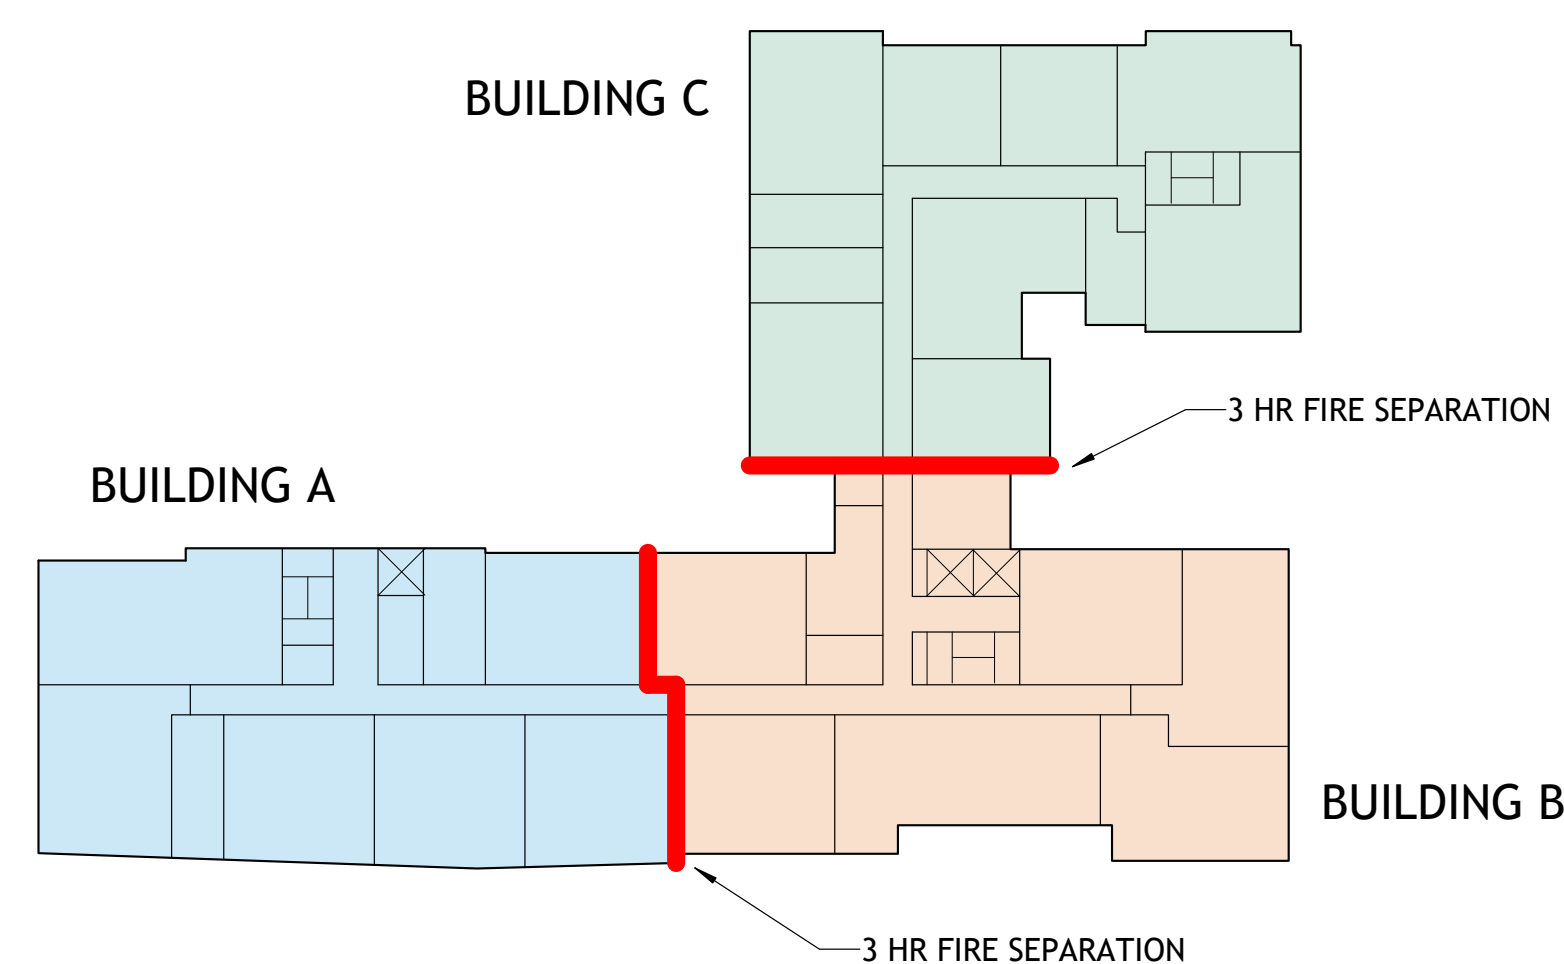 BUILDING C
3 HR FIRE SEPARATION
BUILDING A
BUILDING B
3 HR FIRE SEPARATION